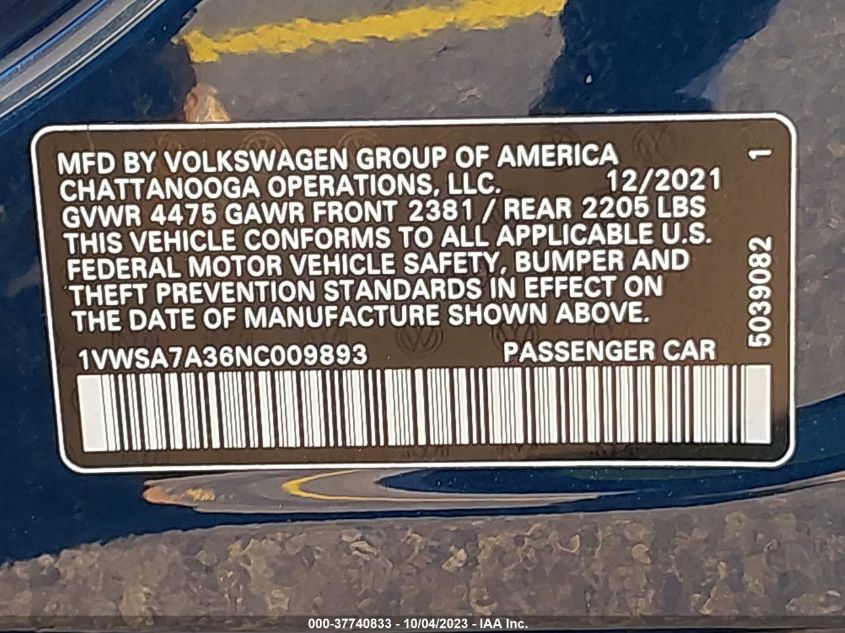 MFD BY VOLKSWAGEN GROUP OF AMERICA
CHATTANOOGA OPERATIONS, LLC. 12/2021
GVWR 4475 GAWR FRONT 2381 / REAR 2205 LBS
THIS VEHICLE CONFORMS TO ALL APPLICABLE U.S.
FEDERAL MOTOR VEHICLE SAFETY, BUMPER AND
THEFT PREVENTION STANDARDS IN EFFECT ON
THE DATE OF MANUFACTURE SHOWN ABOVE.
1VWSA7A36NC009893 PASSENGER CAR
5039082 1
000-37740833 - 10/04/2023 - IAA Inc.